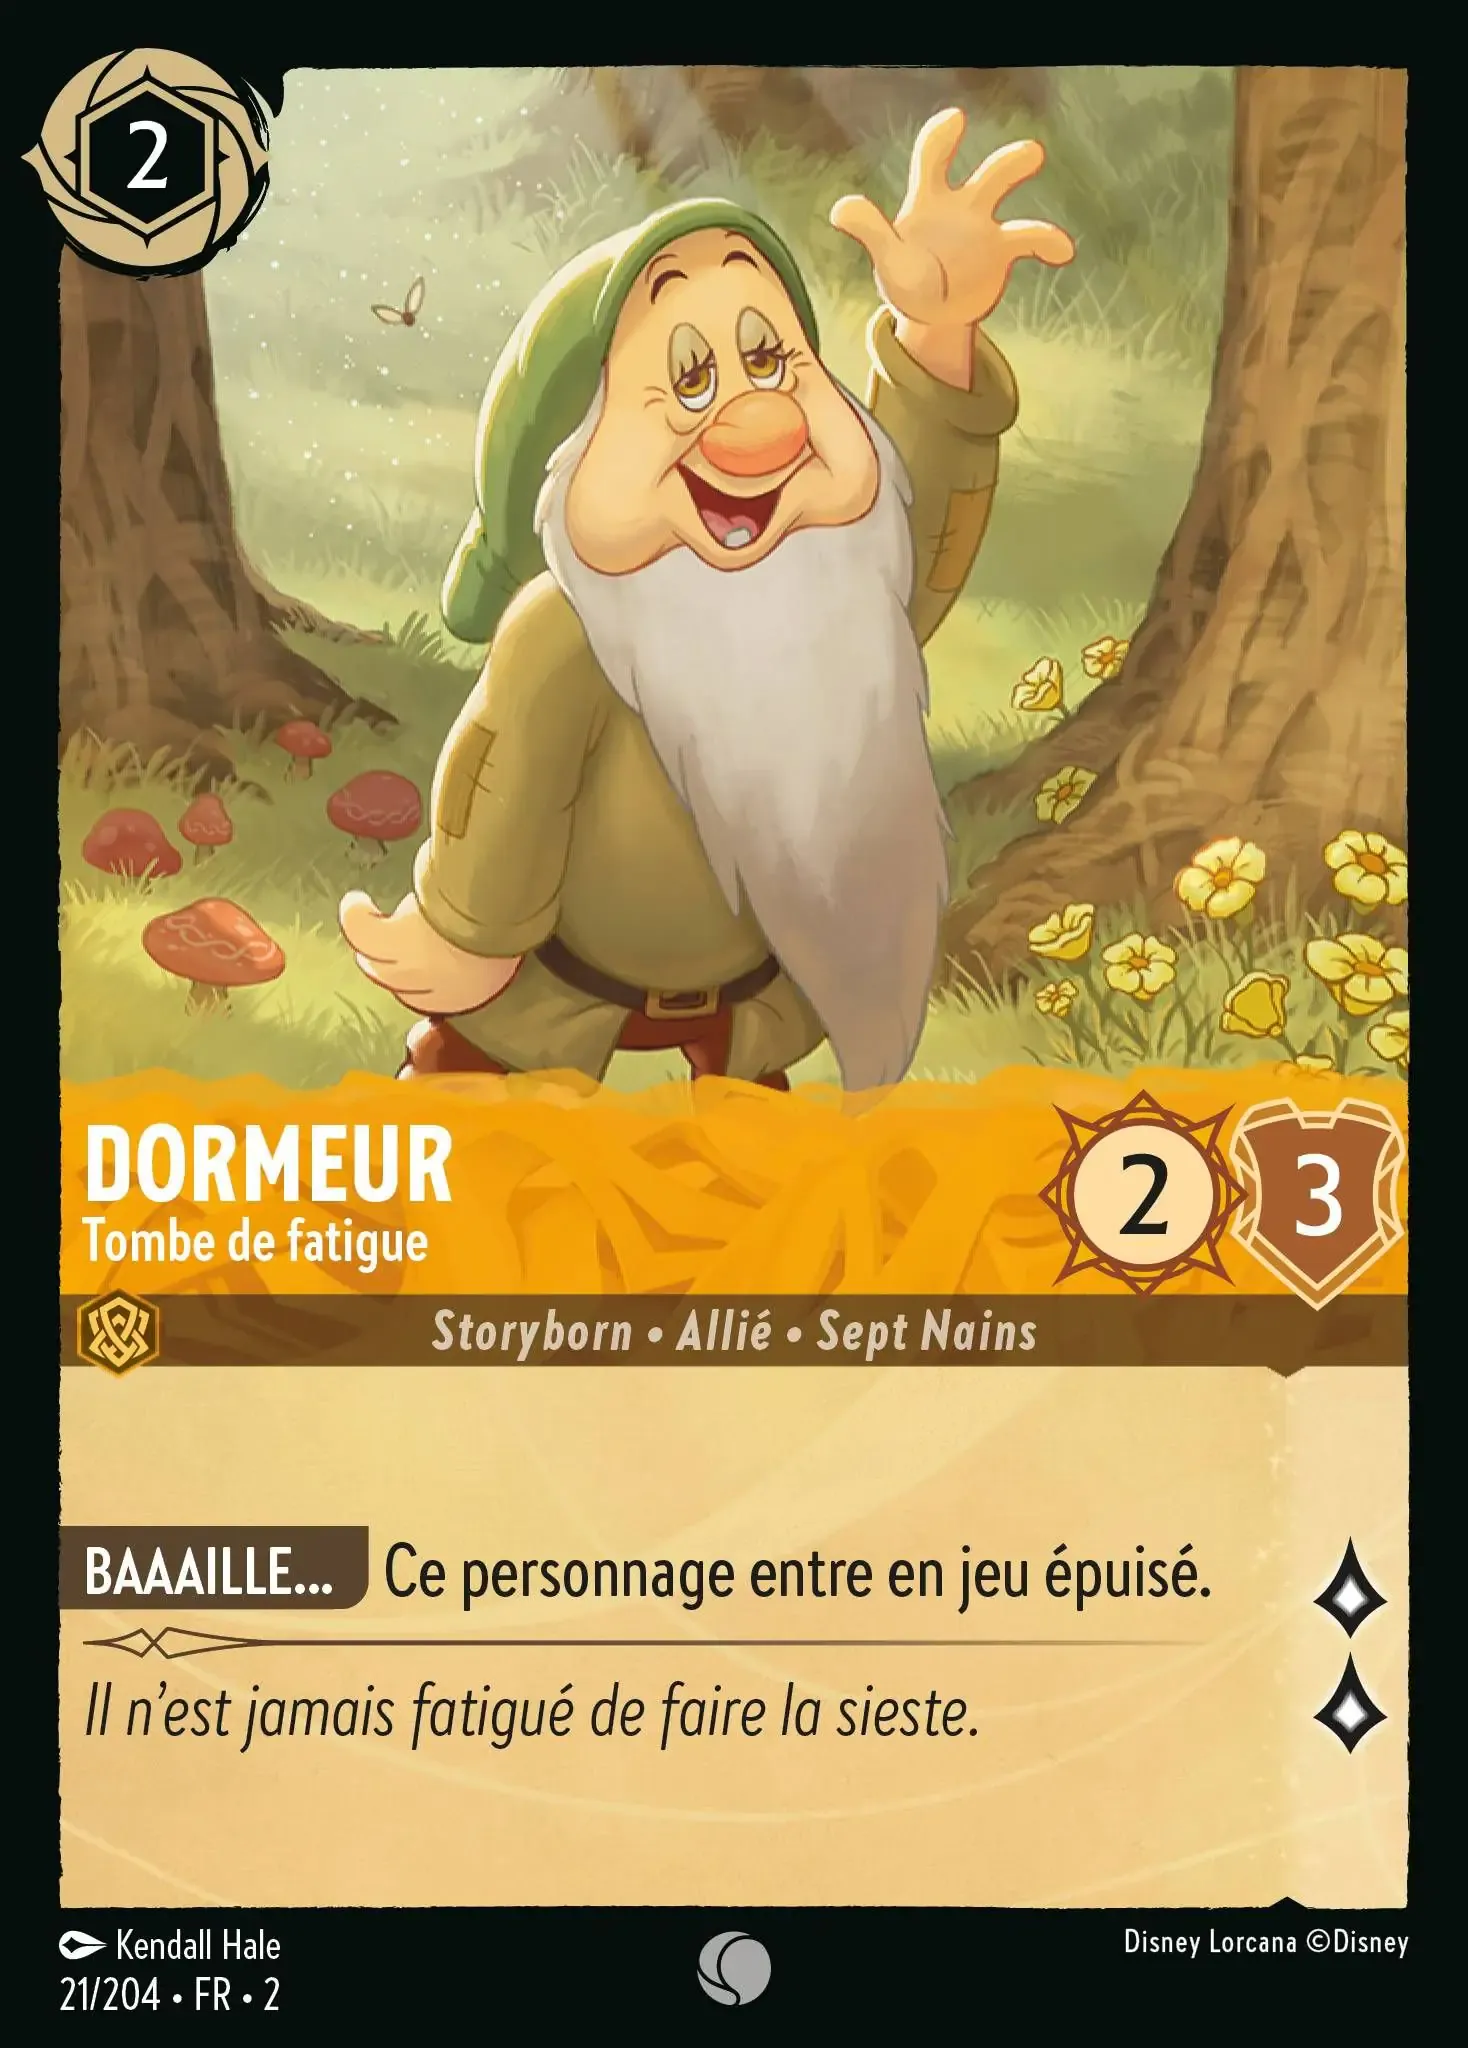 2
DORMEUR
Tombe de fatigue
2
3
Storyborn • Allié • Sept Nains
BAAAILLE... Ce personnage entre en jeu épuisé.
Il n'est jamais fatigué de faire la sieste.
Kendall Hale
21/204 • FR • 2
Disney Lorcana ©Disney